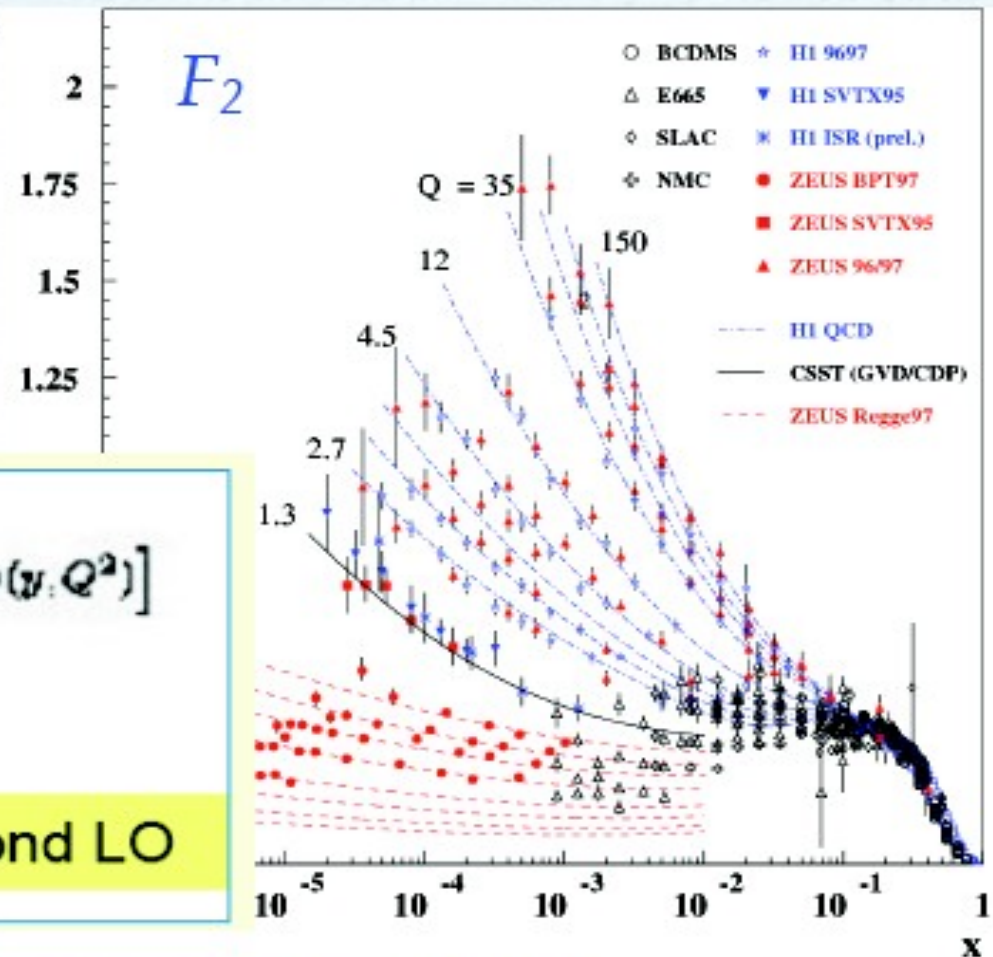 F2
2
1.75
1.5
1.25
BCDMS
E665
SLAC
NMC
H1 9697
H1 SVTX95
H1 ISR (prel.)
ZEUS BPT97
ZEUS SVTX95
ZEUS 96/97
H1 QCD
CSST (GVD/CDP)
ZEUS Regge97
Q = 35
150
12
4.5
2.7
1.3
(y, Q²)]
ond LO
10⁻⁵
10⁻⁴
10⁻³
10⁻²
10⁻¹
1
x